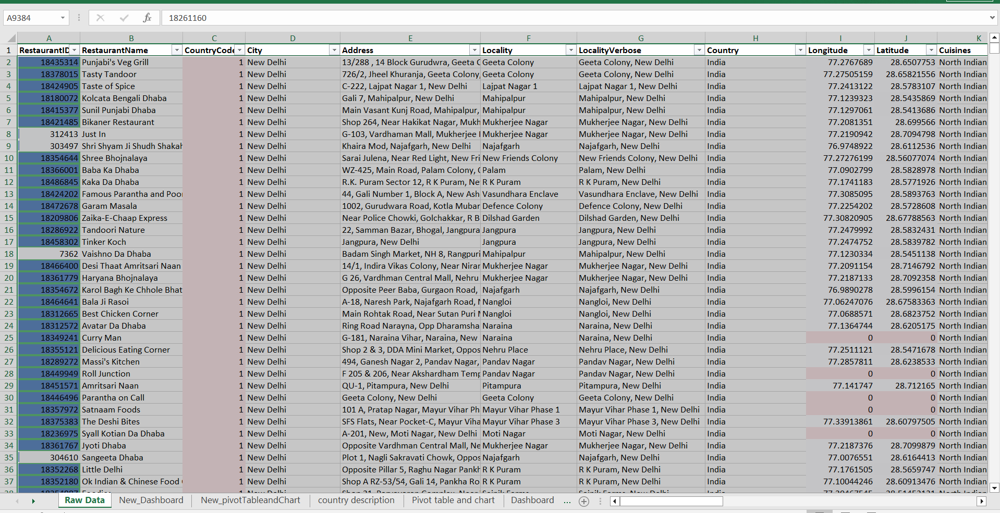 A9384 fx 18261160
A B C D E F G H I J K
1 RestaurantID RestaurantName CountryCode City Address Locality LocalityVerbose Country Longitude Latitude Cuisines
2 18435314 Punjabi's Veg Grill 1 New Delhi 13/288 , 14 Block Gurudwra, Geeta C Geeta Colony Geeta Colony, New Delhi India 77.2767689 28.6507753 North Indian
3 18378015 Tasty Tandoor 1 New Delhi 726/2, Jheel Khuranja, Geeta Colony, Geeta Colony Geeta Colony, New Delhi India 77.27505159 28.65821556 North Indian
4 18424905 Taste of Spice 1 New Delhi C-222, Lajpat Nagar 1, New Delhi Lajpat Nagar 1 Lajpat Nagar 1, New Delhi India 77.2413122 28.5783107 North Indian
5 18180072 Kolcata Bengali Dhaba 1 New Delhi Gali 7, Mahipalpur, New Delhi Mahipalpur Mahipalpur, New Delhi India 77.1239323 28.5435869 North Indian
6 18415377 Sunil Punjabi Dhaba 1 New Delhi Main Vasant Kunj Road, Mahipalpur, Mahipalpur Mahipalpur, New Delhi India 77.1297061 28.5413686 North Indian
7 18421485 Bikaner Restaurant 1 New Delhi Shop 264, Near Hakikat Nagar, Mukh Mukherjee Nagar Mukherjee Nagar, New Delhi India 77.2081351 28.699566 North Indian
8 312413 Just In 1 New Delhi G-103, Vardhaman Mall, Mukherjee Mukherjee Nagar Mukherjee Nagar, New Delhi India 77.2190942 28.7094798 North Indian
9 303497 Shri Shyam Ji Shudh Shakah 1 New Delhi Khaira Mod, Najafgarh, New Delhi Najafgarh Najafgarh, New Delhi India 76.9748922 28.6112536 North Indian
10 18354644 Shree Bhojnalaya 1 New Delhi Sarai Julena, Near Red Light, New Fri New Friends Colony New Friends Colony, New Delhi India 77.27276199 28.56077074 North Indian
11 18366001 Baba Ka Dhaba 1 New Delhi WZ-425, Main Road, Palam Colony, Palam Palam, New Delhi India 77.0902799 28.5828978 North Indian
12 18486845 Kaka Da Dhaba 1 New Delhi R.K. Puram Sector 12, R K Puram, Ne R K Puram R K Puram, New Delhi India 77.1741183 28.5771926 North Indian
13 18424202 Famous Parantha and Poo 1 New Delhi 44, Gali Number 1, Block A, New Ash Vasundhara Enclave Vasundhara Enclave, New Delhi India 77.3085095 28.5893763 North Indian
14 18472678 Garam Masala 1 New Delhi 1002, Gurudwara Road, Kotla Mubar Defence Colony Defence Colony, New Delhi India 77.2254202 28.5728608 North Indian
15 18209806 Zaika-E-Chaap Express 1 New Delhi Near Police Chowki, Golchakkar, R B Dilshad Garden Dilshad Garden, New Delhi India 77.30820905 28.67788563 North Indian
16 18286922 Tandoori Nature 1 New Delhi 22, Samman Bazar, Bhogal, Jangpura Jangpura Jangpura, New Delhi India 77.2479992 28.5832431 North Indian
17 18458302 Tinker Koch 1 New Delhi Jangpura, New Delhi Jangpura Jangpura, New Delhi India 77.2474752 28.5839782 North Indian
18 7362 Vaishno Da Dhaba 1 New Delhi Badam Singh Market, NH 8, Rangpuri Mahipalpur Mahipalpur, New Delhi India 77.1230334 28.5451138 North Indian
19 18466400 Desi Thaat Amritsari Naan 1 New Delhi 14/1, Indira Vikas Colony, Near Nirar Mukherjee Nagar Mukherjee Nagar, New Delhi India 77.2091154 28.7146792 North Indian
20 18361779 Haryana Bhojnalaya 1 New Delhi G 26, Vardhman Central Mall, Nehru Mukherjee Nagar Mukherjee Nagar, New Delhi India 77.2187133 28.7092358 North Indian
21 18354672 Karol Bagh Ke Chhole Bhat 1 New Delhi Opposite Peer Baba, Gurgaon Road, Najafgarh Najafgarh, New Delhi India 76.9890278 28.5996154 North Indian
22 18464641 Bala Ji Rasoi 1 New Delhi A-18, Naresh Park, Najafgarh Road, Nangloi Nangloi, New Delhi India 77.06247076 28.67583363 North Indian
23 18312665 Best Chicken Corner 1 New Delhi Main Rohtak Road, Near Sutan Puri Nangloi Nangloi, New Delhi India 77.0688571 28.6823752 North Indian
24 18312572 Avatar Da Dhaba 1 New Delhi Ring Road Narayna, Opp Dharamsha Naraina Naraina, New Delhi India 77.1364744 28.6205175 North Indian
25 18349241 Curry Man 1 New Delhi G-181, Naraina Vihar, Naraina, New Naraina Naraina, New Delhi India 0 0 North Indian
26 18355121 Delicious Eating Corner 1 New Delhi Shop 2 & 3, DDA Mini Market, Oppos Nehru Place Nehru Place, New Delhi India 77.2511121 28.5471678 North Indian
27 18289272 Massi's Kitchen 1 New Delhi 494, Ganesh Nagar 2, Pandav Nagar, Pandav Nagar Pandav Nagar, New Delhi India 77.2857811 28.6238533 North Indian
28 18449949 Roll Junction 1 New Delhi F 205 & 206, Near Akshardham Temp Pandav Nagar Pandav Nagar, New Delhi India 0 0 North Indian
29 18451571 Amritsari Naan 1 New Delhi QU-1, Pitampura, New Delhi Pitampura Pitampura, New Delhi India 77.141747 28.712165 North Indian
30 18446496 Parantha on Call 1 New Delhi Geeta Colony, New Delhi Geeta Colony Geeta Colony, New Delhi India 0 0 North Indian
31 18357972 Satnaam Foods 1 New Delhi 101 A, Pratap Nagar, Mayur Vihar Ph Mayur Vihar Phase 1 Mayur Vihar Phase 1, New Delhi India 0 0 North Indian
32 18375383 The Deshi Bites 1 New Delhi SFS Flats, Near Pocket-C, Mayur Viha Mayur Vihar Phase 3 Mayur Vihar Phase 3, New Delhi India 77.33913861 28.60797505 North Indian
33 18236975 Syall Kotian Da Dhaba 1 New Delhi A-201, New, Moti Nagar, New Delhi Moti Nagar Moti Nagar, New Delhi India 0 0 North Indian
34 18361767 Jyoti Dhaba 1 New Delhi Opposite Vardhman Central Mall, Ne Mukherjee Nagar Mukherjee Nagar, New Delhi India 77.2187376 28.7099879 North Indian
35 304610 Sangeeta Dhaba 1 New Delhi Plot 1, Nagli Sakravati Chowk, Oppos Najafgarh Najafgarh, New Delhi India 77.0076551 28.6164413 North Indian
36 18352268 Little Delhi 1 New Delhi Opposite Pillar 5, Raghu Nagar Pankh R K Puram R K Puram, New Delhi India 77.1761505 28.5659747 North Indian
37 18352180 Ok Indian & Chinese Food 1 New Delhi Shop A RZ-53/54, Gali 14, Pankha Ro R K Puram R K Puram, New Delhi India 77.10044246 28.60913476 North Indian
Raw Data New_Dashboard New_pivotTableandChart country description Pivot table and chart Dashboard ...